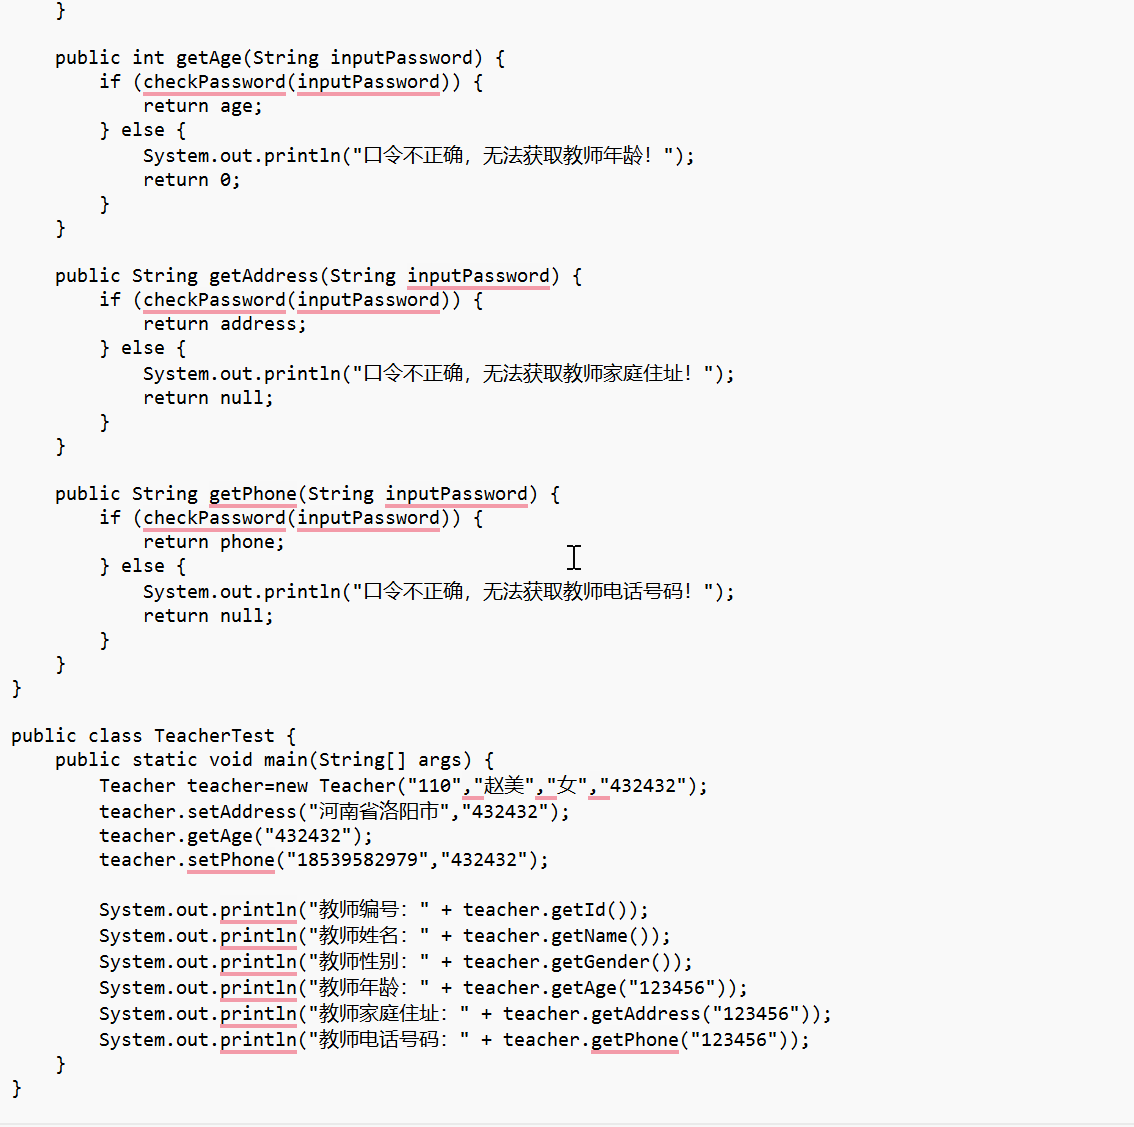 }

    public int getAge(String inputPassword) {
        if (checkPassword(inputPassword)) {
            return age;
        } else {
            System.out.println("口令不正确，无法获取教师年龄！");
            return 0;
        }
    }

    public String getAddress(String inputPassword) {
        if (checkPassword(inputPassword)) {
            return address;
        } else {
            System.out.println("口令不正确，无法获取教师家庭住址！");
            return null;
        }
    }

    public String getPhone(String inputPassword) {
        if (checkPassword(inputPassword)) {
            return phone;
        } else {
            System.out.println("口令不正确，无法获取教师电话号码！");
            return null;
        }
    }
}

public class TeacherTest {
    public static void main(String[] args) {
        Teacher teacher=new Teacher("110","赵美","女","432432");
        teacher.setAddress("河南省洛阳市","432432");
        teacher.getAge("432432");
        teacher.setPhone("18539582979","432432");

        System.out.println("教师编号：" + teacher.getId());
        System.out.println("教师姓名：" + teacher.getName());
        System.out.println("教师性别：" + teacher.getGender());
        System.out.println("教师年龄：" + teacher.getAge("123456"));
        System.out.println("教师家庭住址：" + teacher.getAddress("123456"));
        System.out.println("教师电话号码：" + teacher.getPhone("123456"));
    }
}